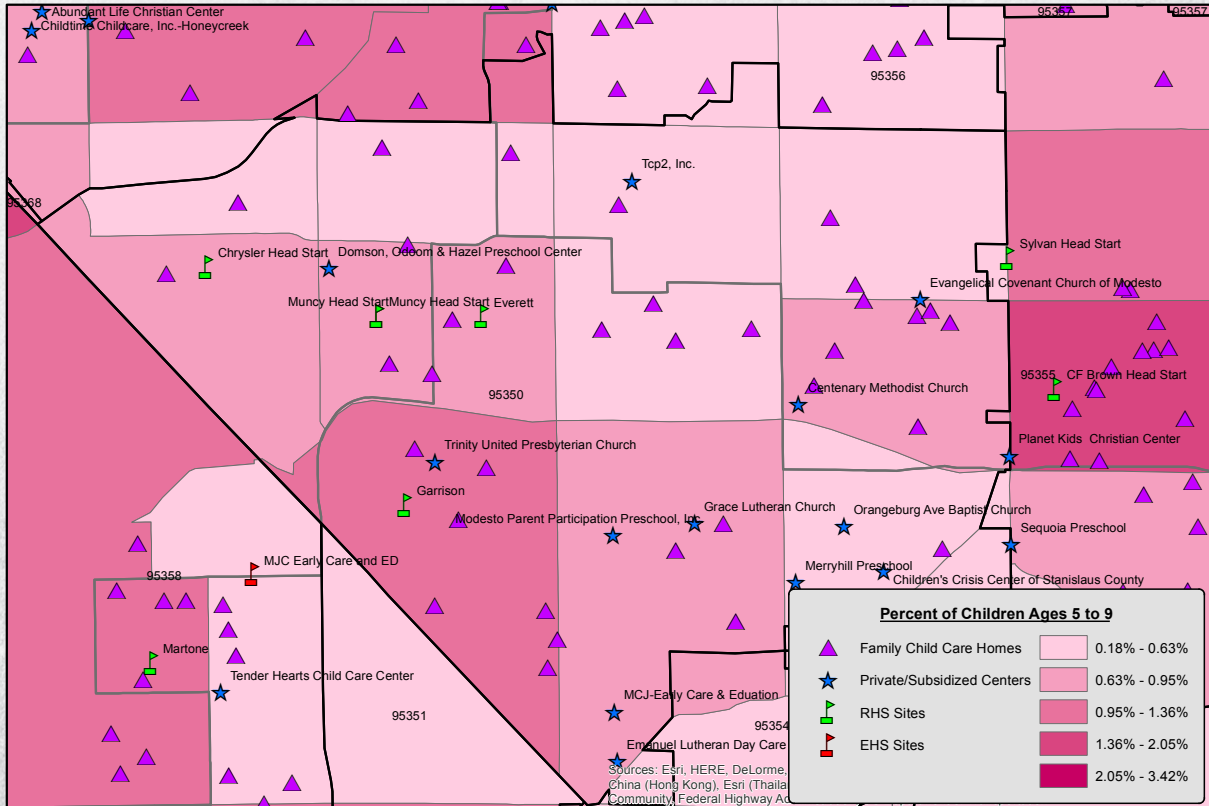 Abundant Life Christian Center
Childtime Childcare, Inc.-Honeycreek
95357
95357
95356
Tcp2, Inc.
95368
Chrysler Head Start
Domson, Odoom & Hazel Preschool Center
Sylvan Head Start
Evangelical Covenant Church of Modesto
Muncy Head StartMuncy Head Start
Everett
95355
CF Brown Head Start
Centenary Methodist Church
95350
Trinity United Presbyterian Church
Planet Kids
Christian Center
Garrison
Modesto Parent Participation Preschool, Inc.
Grace Lutheran Church
Orangeburg Ave Baptist Church
Sequoia Preschool
MJC Early Care and ED
95358
Merryhill Preschool
Children's Crisis Center of Stanislaus County
Martone
Tender Hearts Child Care Center
95351
MCJ-Early Care & Eduation
95354
Emanuel Lutheran Day Care
Sources: Esri, HERE, DeLorme,
China (Hong Kong), Esri
Community, Federal Highway
Percent of Children Ages 5 to 9
Family Child Care Homes
Private/Subsidized Centers
RHS Sites
EHS Sites
0.18% - 0.63%
0.63% - 0.95%
0.95% - 1.36%
1.36% - 2.05%
2.05% - 3.42%